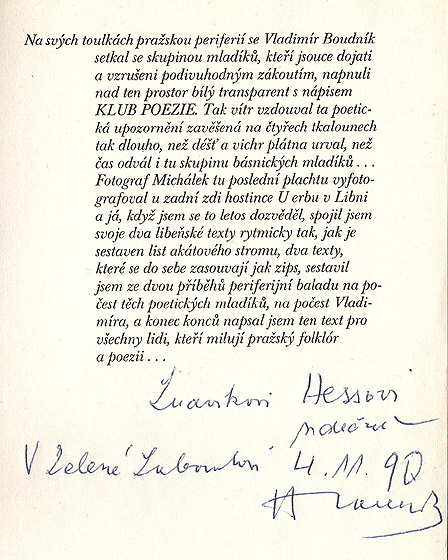 Na svých toulkách pražskou periferií se Vladimír Boudník
setkal se skupinou mladíků, kteří jsouce dojati
a vzrušeni podivuhodným zákoutím, napnuli
nad ten prostor bílý transparent s nápisem
KLUB POEZIE. Tak vítr vzdouval ta poetic-
ká upozornění zavěšená na čtyřech tkalounech
tak dlouho, než déšť a vichr plátna urval, než
čas odvál i tu skupinu básnických mladíků . . .
Fotograf Michálek tu poslední plachtu vyfoto-
grafoval u zadní zdi hostince U erbu v Libni
a já, když jsem se to letos dozvěděl, spojil jsem
svoje dva libeňské texty rytmicky tak, jak je
sestaven list akátového stromu, dva texty,
které se do sebe zasouvají jak zips, sestavil
jsem ze dvou příběhů periferijní baladu na po-
čest těch poetických mladíků, na počest Vladi-
míra, a konec konců napsal jsem ten text pro
všechny lidi, kteří milují pražský folklór
a poezii . . .
Ludvíkovi Hessovi
srdečně
V Zelené 4. 11. 90